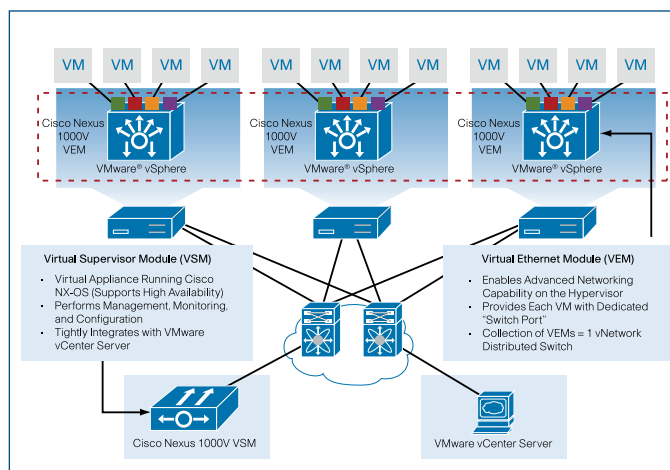 VM VM VM VM VM VM VM VM VM VM VM VM
Cisco Nexus
1000V
VEM
VMware® vSphere
Cisco Nexus
1000V
VEM
VMware® vSphere
Cisco Nexus
1000V
VEM
VMware® vSphere
Virtual Supervisor Module (VSM)
• Virtual Appliance Running Cisco
NX-OS (Supports High Availability)
• Performs Management, Monitoring,
and Configuration
• Tightly Integrates with VMware
vCenter Server
Virtual Ethernet Module (VEM)
• Enables Advanced Networking
Capability on the Hypervisor
• Provides Each VM with Dedicated
“Switch Port”
• Collection of VEMs = 1 vNetwork
Distributed Switch
Cisco Nexus 1000V VSM
VMware vCenter Server